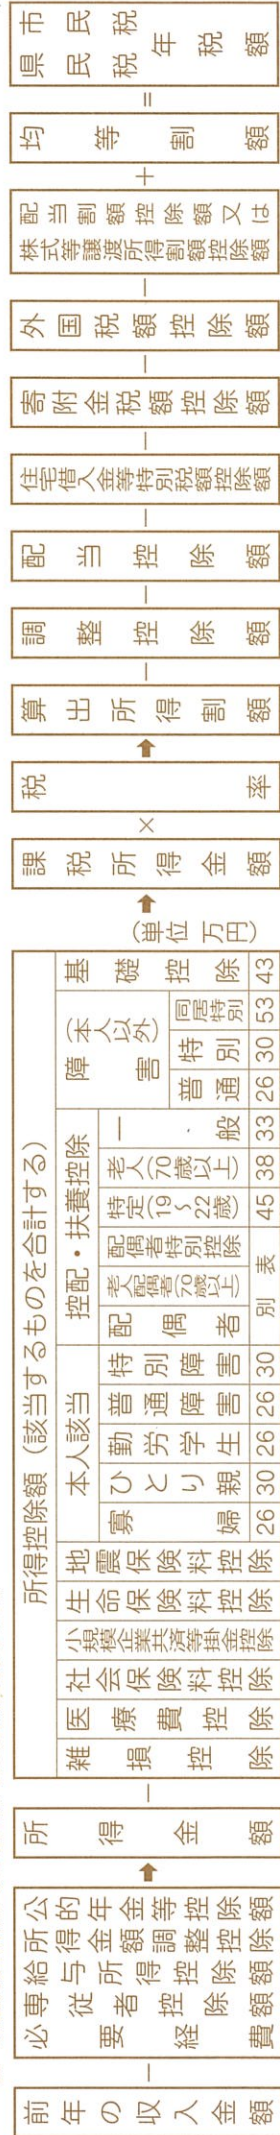 前年の収入金額
－
必要経費
専従者控除額
給与所得控除額
所得金額調整控除額
公的年金等控除額
➡
所得金額
－
所得控除額（該当するものを合計する）
雑損控除
医療費控除
社会保険料控除
小規模企業共済等掛金控除
生命保険料控除
地震保険料控除
本人該当
寡婦 26
ひとり親 30
勤労学生 26
普通障害 26
特別障害 30
控配・扶養控除
配偶者
老人配偶者(70歳以上)
配偶者特別控除
別表
特定(19～22歳) 45
老人(70歳以上) 38
一般 33
障害（本人以外）
普通 26
特別 30
同居特別 53
基礎控除 43
（単位 万円）
➡
課税所得金額
×
税率
➡
算出所得割額
－
調整控除額
－
配当控除額
－
住宅借入金等特別税額控除額
－
寄附金税額控除額
－
外国税額控除額
－
配当割額控除額又は
株式等譲渡所得割額控除額
＋
均等割額
＝
市民税
県民税
年税額